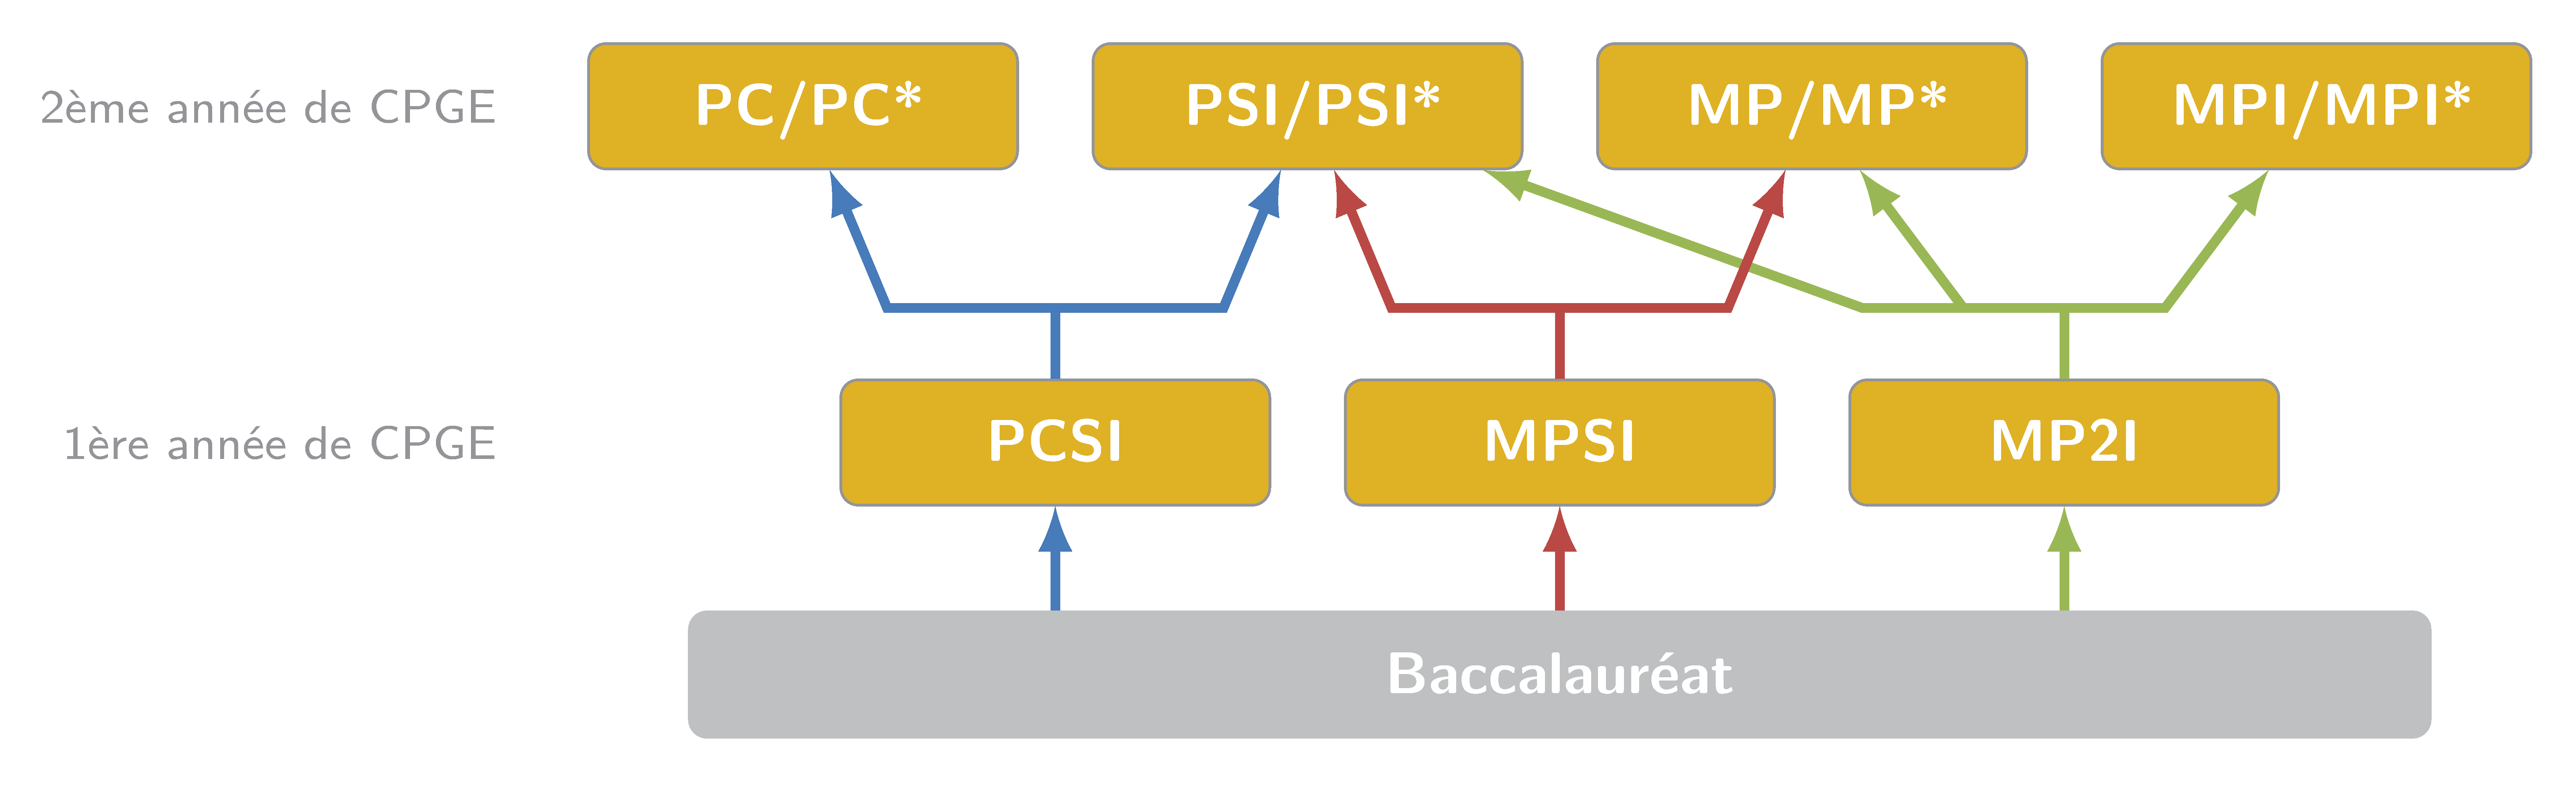 2ème année de CPGE
PC/PC*
PSI/PSI*
MP/MP*
MPI/MPI*
1ère année de CPGE
PCSI
MPSI
MP2I
Baccalauréat